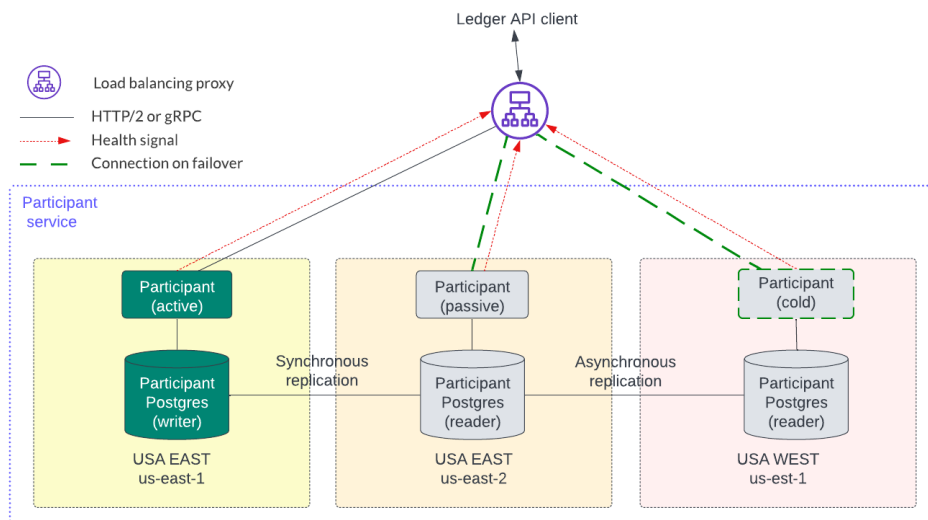 Ledger API client
Load balancing proxy
HTTP/2 or gRPC
Health signal
Connection on failover
Participant
service
Participant
(active)
Participant
(passive)
Participant
(cold)
Synchronous
replication
Asynchronous
replication
Participant
Postgres
(writer)
Participant
Postgres
(reader)
Participant
Postgres
(reader)
USA EAST
us-east-1
USA EAST
us-east-2
USA WEST
us-est-1